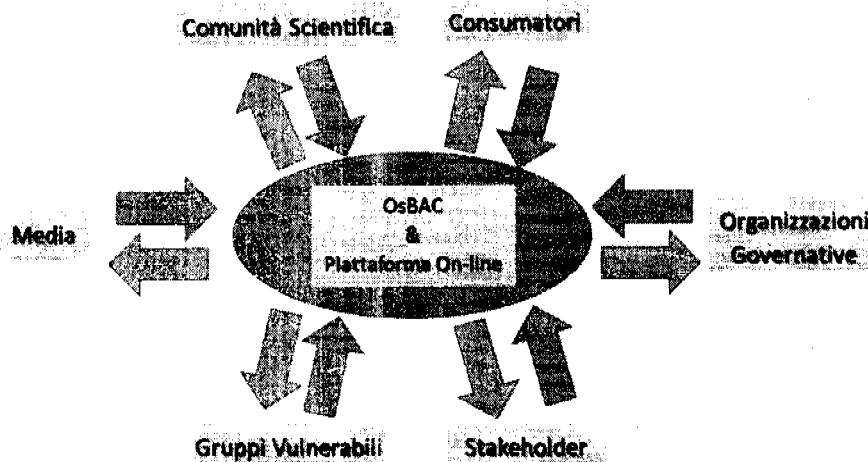 Comunità Scientifica
Consumatori
OsBAC
&
Piattaforma On-line
Media
Organizzazioni
Governative
Gruppi Vulnerabili
Stakeholder